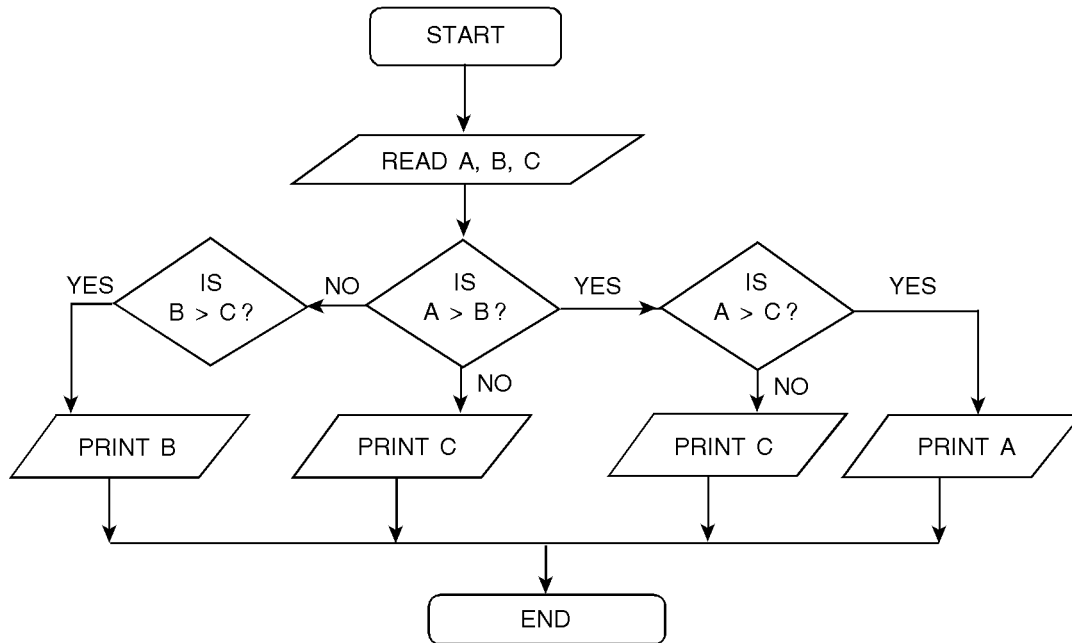 START
READ A, B, C
IS
B > C?
IS
A > B?
IS
A > C?
YES
NO
YES
YES
NO
NO
PRINT B
PRINT C
PRINT C
PRINT A
END